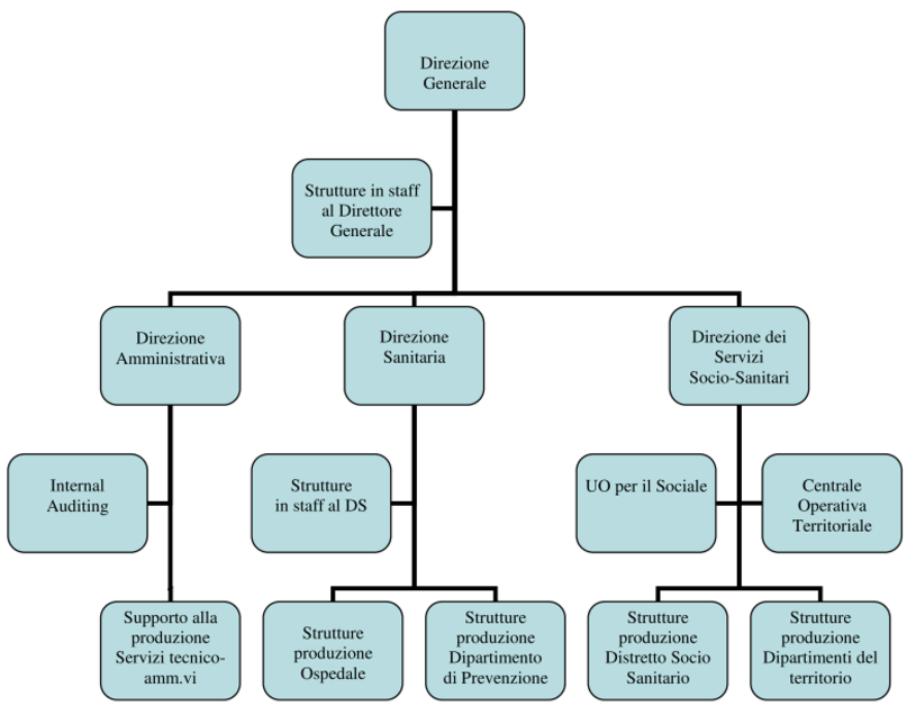 Direzione
Generale
Strutture in staff
al Direttore
Generale
Direzione
Amministrativa
Direzione
Sanitaria
Direzione dei
Servizi
Socio-Sanitari
Internal
Auditing
Strutture
in staff al DS
UO per il Sociale
Centrale
Operativa
Territoriale
Supporto alla
produzione
Servizi tecnico-
amm.vi
Strutture
produzione
Ospedale
Strutture
produzione
Dipartimento
di Prevenzione
Strutture
produzione
Distretto Socio
Sanitario
Strutture
produzione
Dipartimenti del
territorio